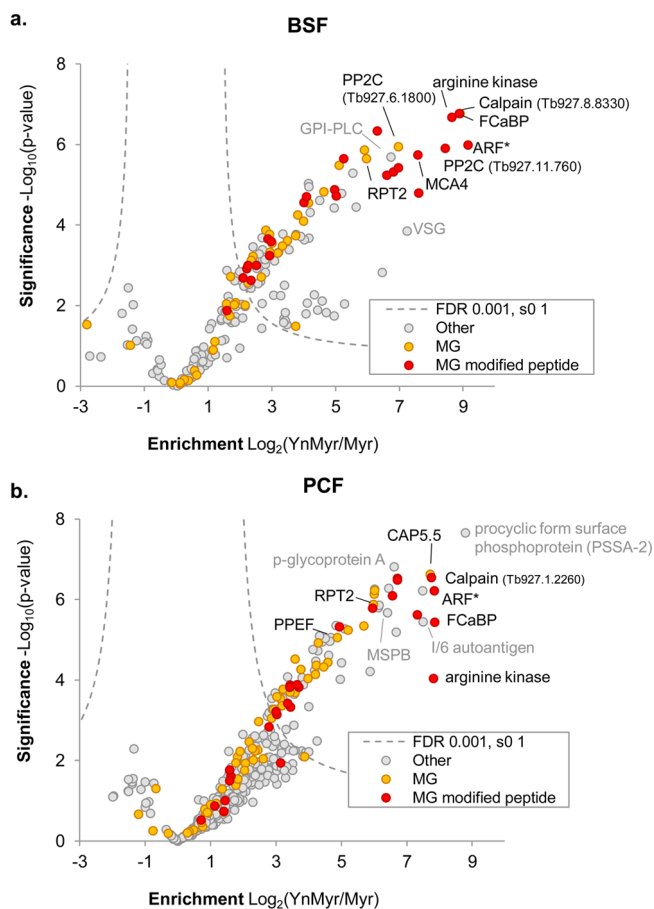 a.
BSF
Significance -Log10(p-value)
8
6
4
2
0
-3
-1
1
3
5
7
9
Enrichment Log2(YnMyr/Myr)
PP2C
(Tb927.6.1800)
GPI-PLC
arginine kinase
Calpain (Tb927.8.8330)
FCaBP
ARF*
PP2C
(Tb927.11.760)
MCA4
RPT2
VSG
FDR 0.001, s0 1
Other
MG
MG modified peptide
b.
PCF
Significance -Log10(p-value)
8
6
4
2
0
-3
-1
1
3
5
7
9
Enrichment Log2(YnMyr/Myr)
CAP5.5
procyclic form surface
phosphoprotein (PSSA-2)
p-glycoprotein A
Calpain (Tb927.1.2260)
RPT2
ARF*
PPEF
FCaBP
MSPB
I/6 autoantigen
arginine kinase
FDR 0.001, s0 1
Other
MG
MG modified peptide